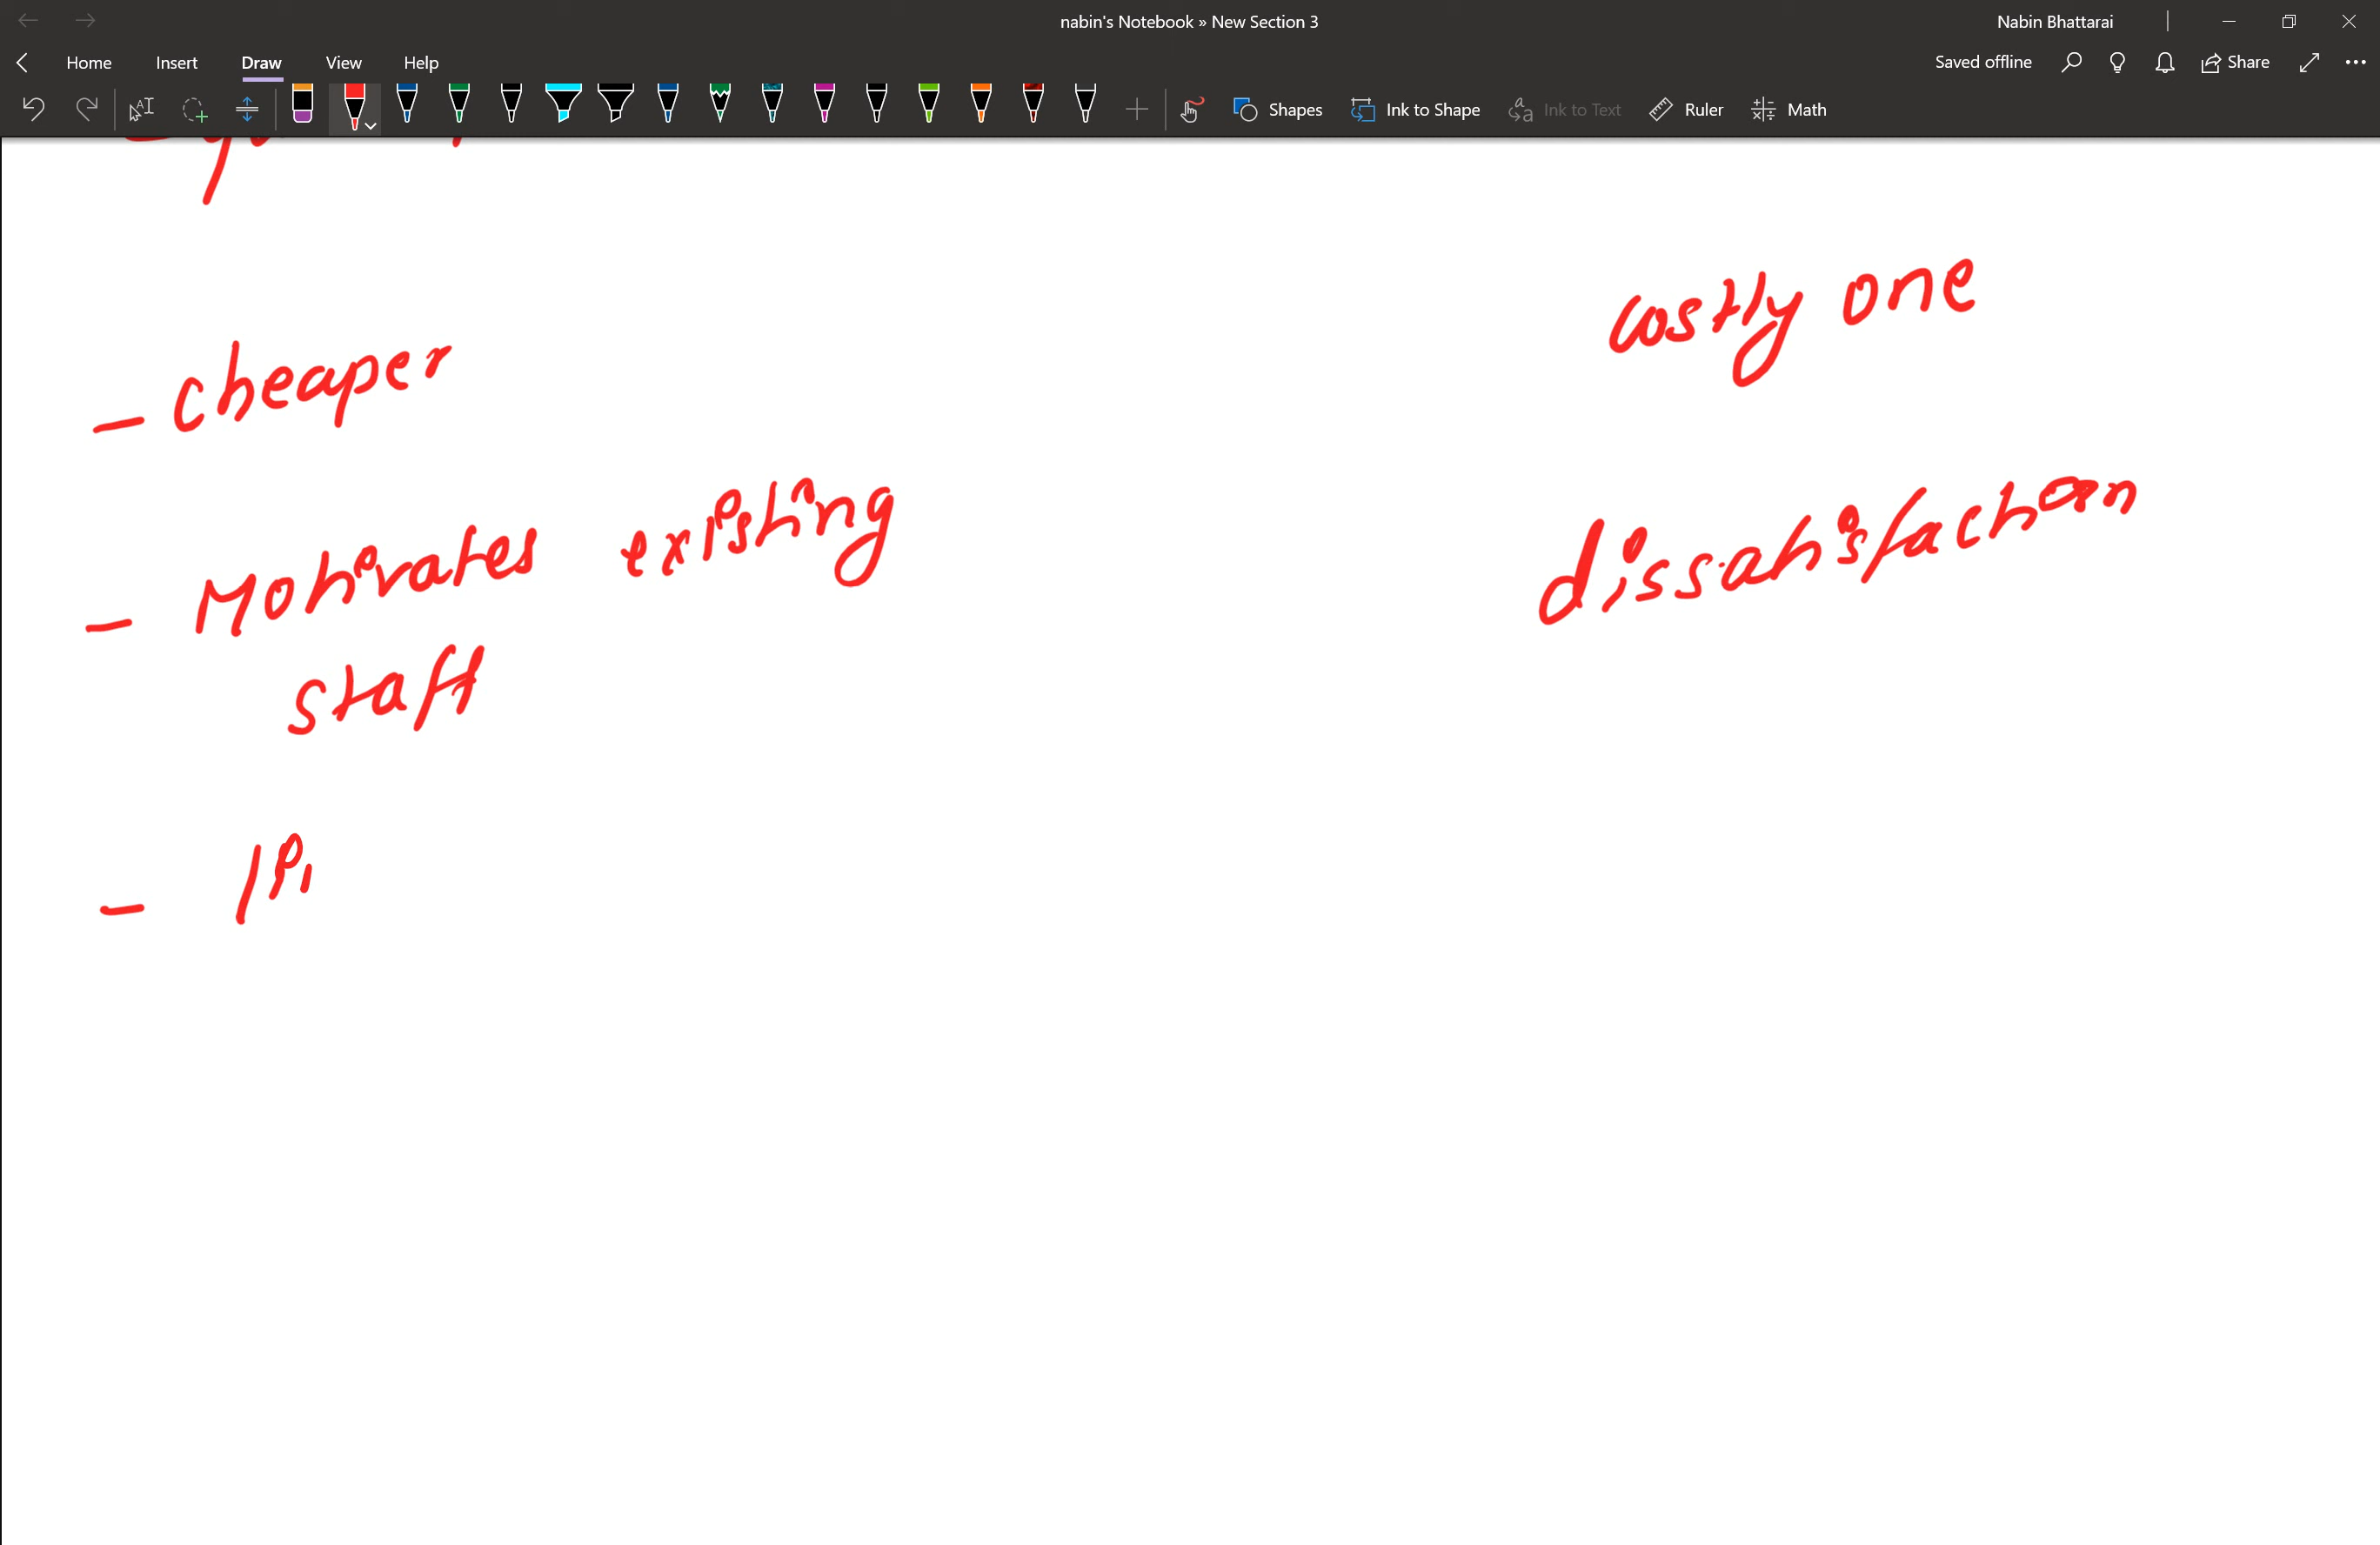 nabin's Notebook » New Section 3
Nabin Bhattarai
Home Insert Draw View Help
Saved offline
Share
Shapes
Ink to Shape
Ink to Text
Ruler
Math
costly one
- cheaper
- Motivates existing
dissatisfaction
staff
-